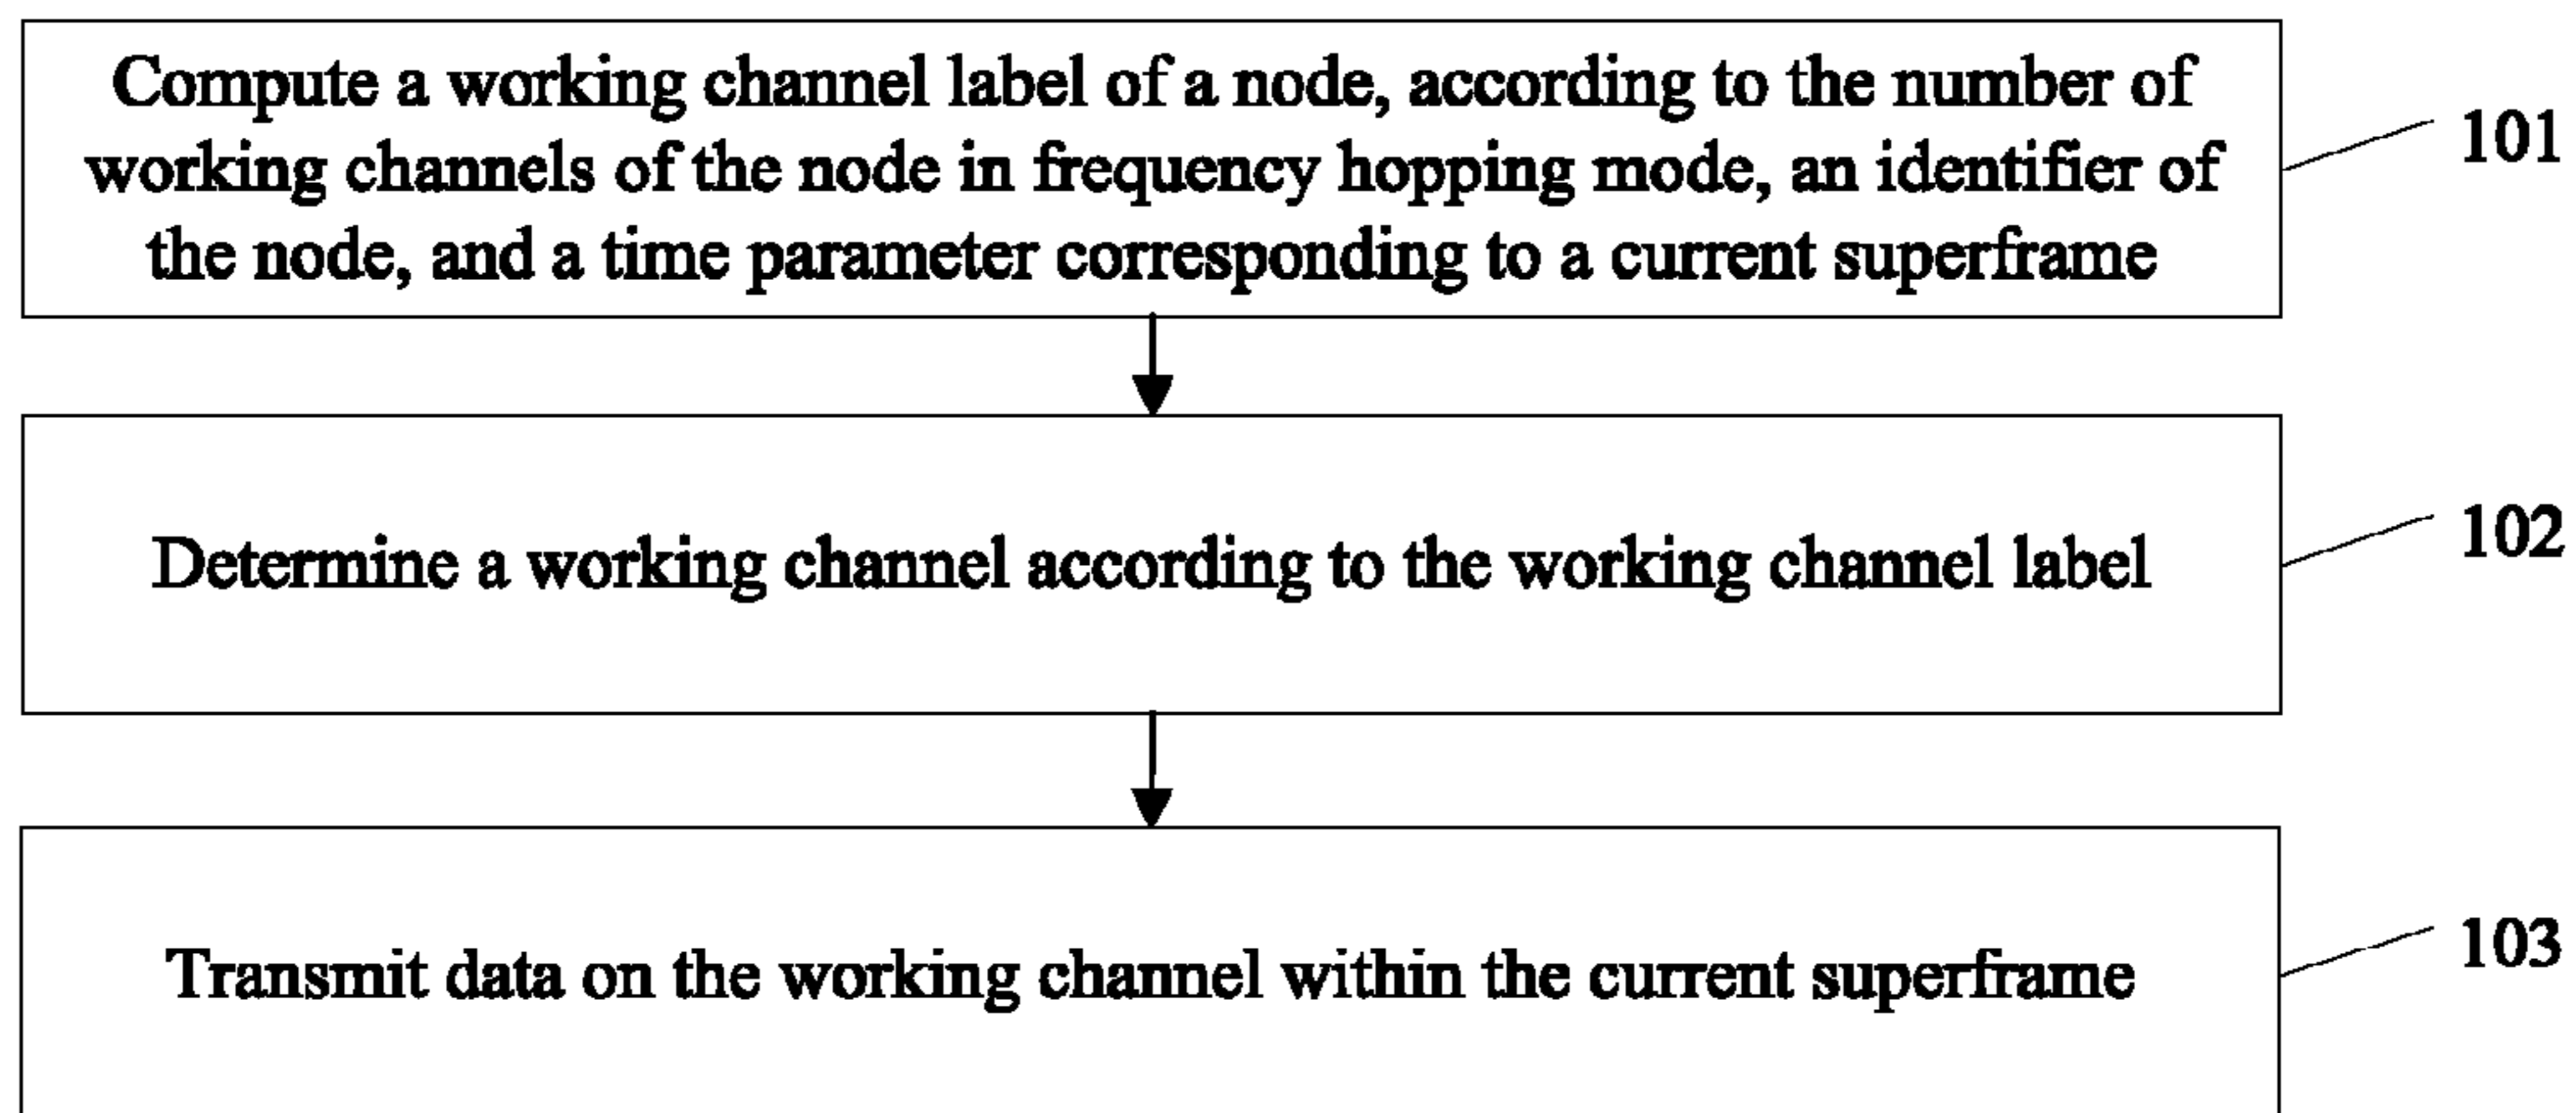 Compute a working channel label of a node, according to the number of
working channels of the node in frequency hopping mode, an identifier of
the node, and a time parameter corresponding to a current superframe
101
Determine a working channel according to the working channel label
102
Transmit data on the working channel within the current superframe
103